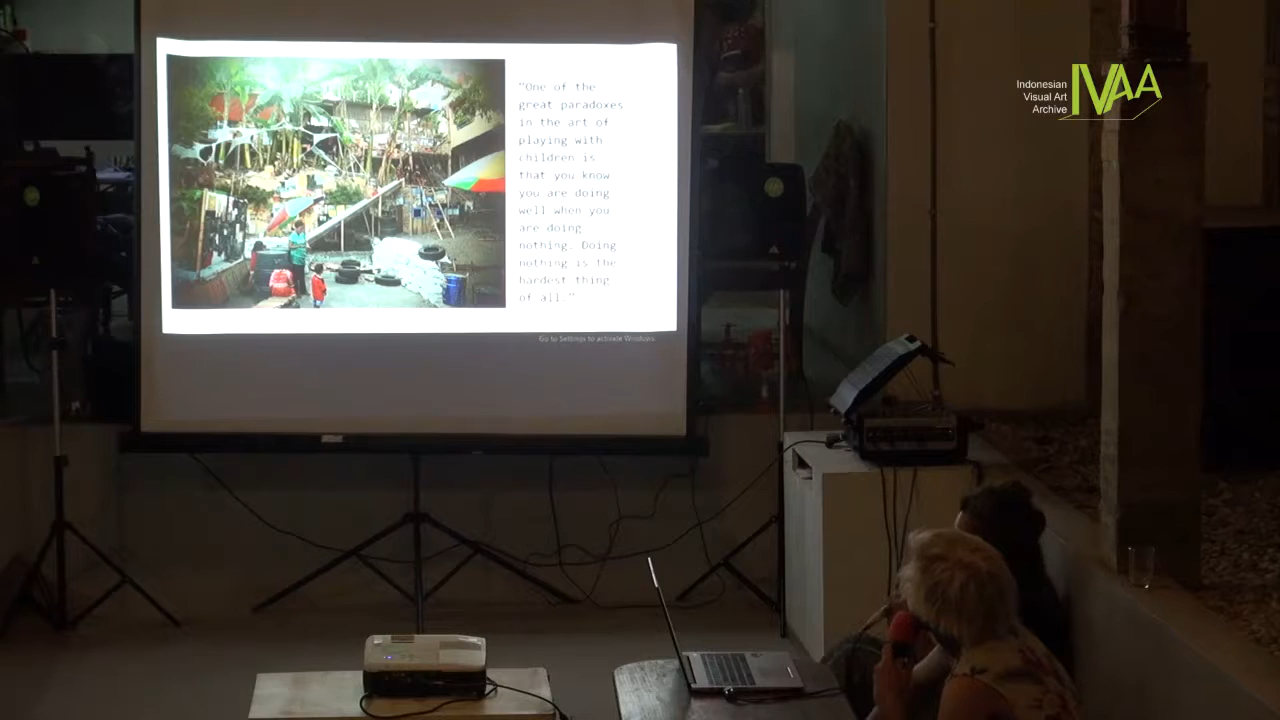 "One of the
great paradoxes
in the art of
playing with
children is
that you know
you are doing
well when you
are doing
nothing. Doing
nothing is the
hardest thing
of all."
Go to Settings to activate Windows.
Indonesian
Visual Art
Archive
IVAA